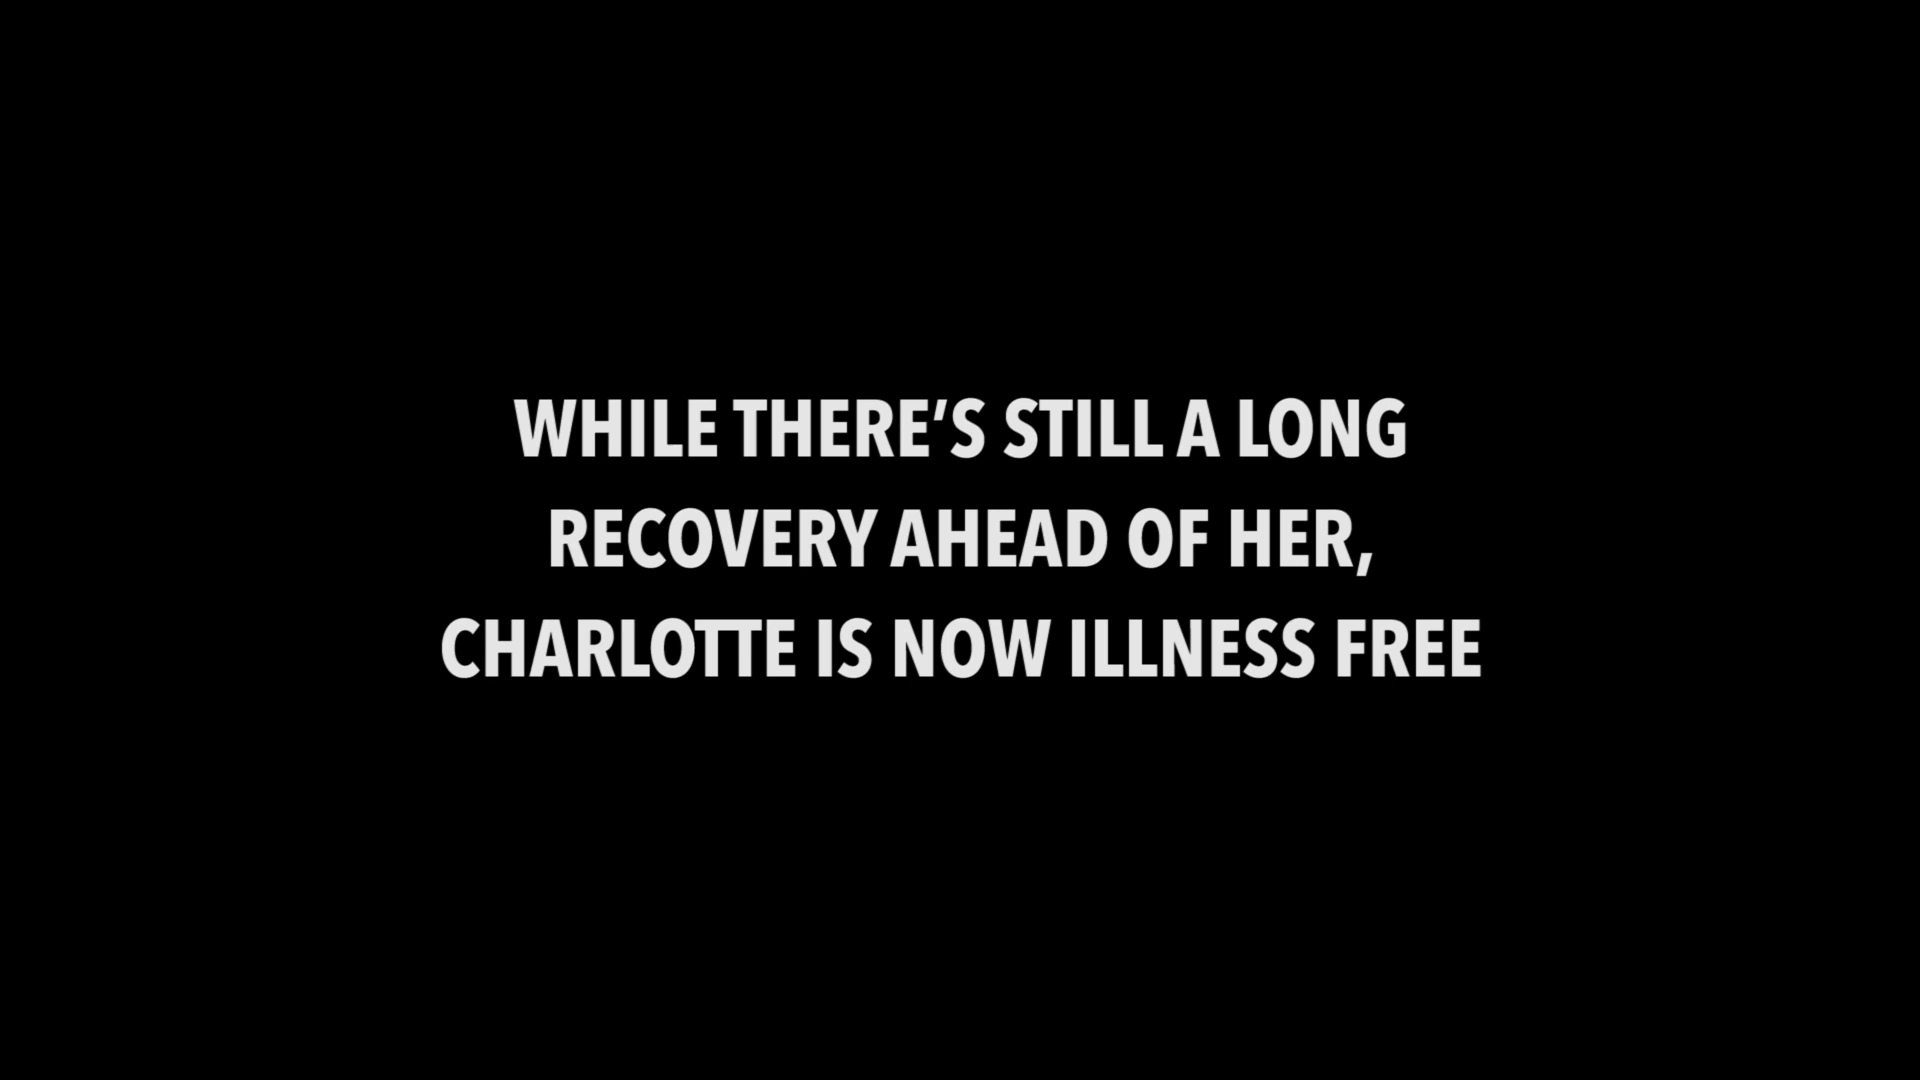 WHILE THERE’S STILL A LONG
RECOVERY AHEAD OF HER,
CHARLOTTE IS NOW ILLNESS FREE